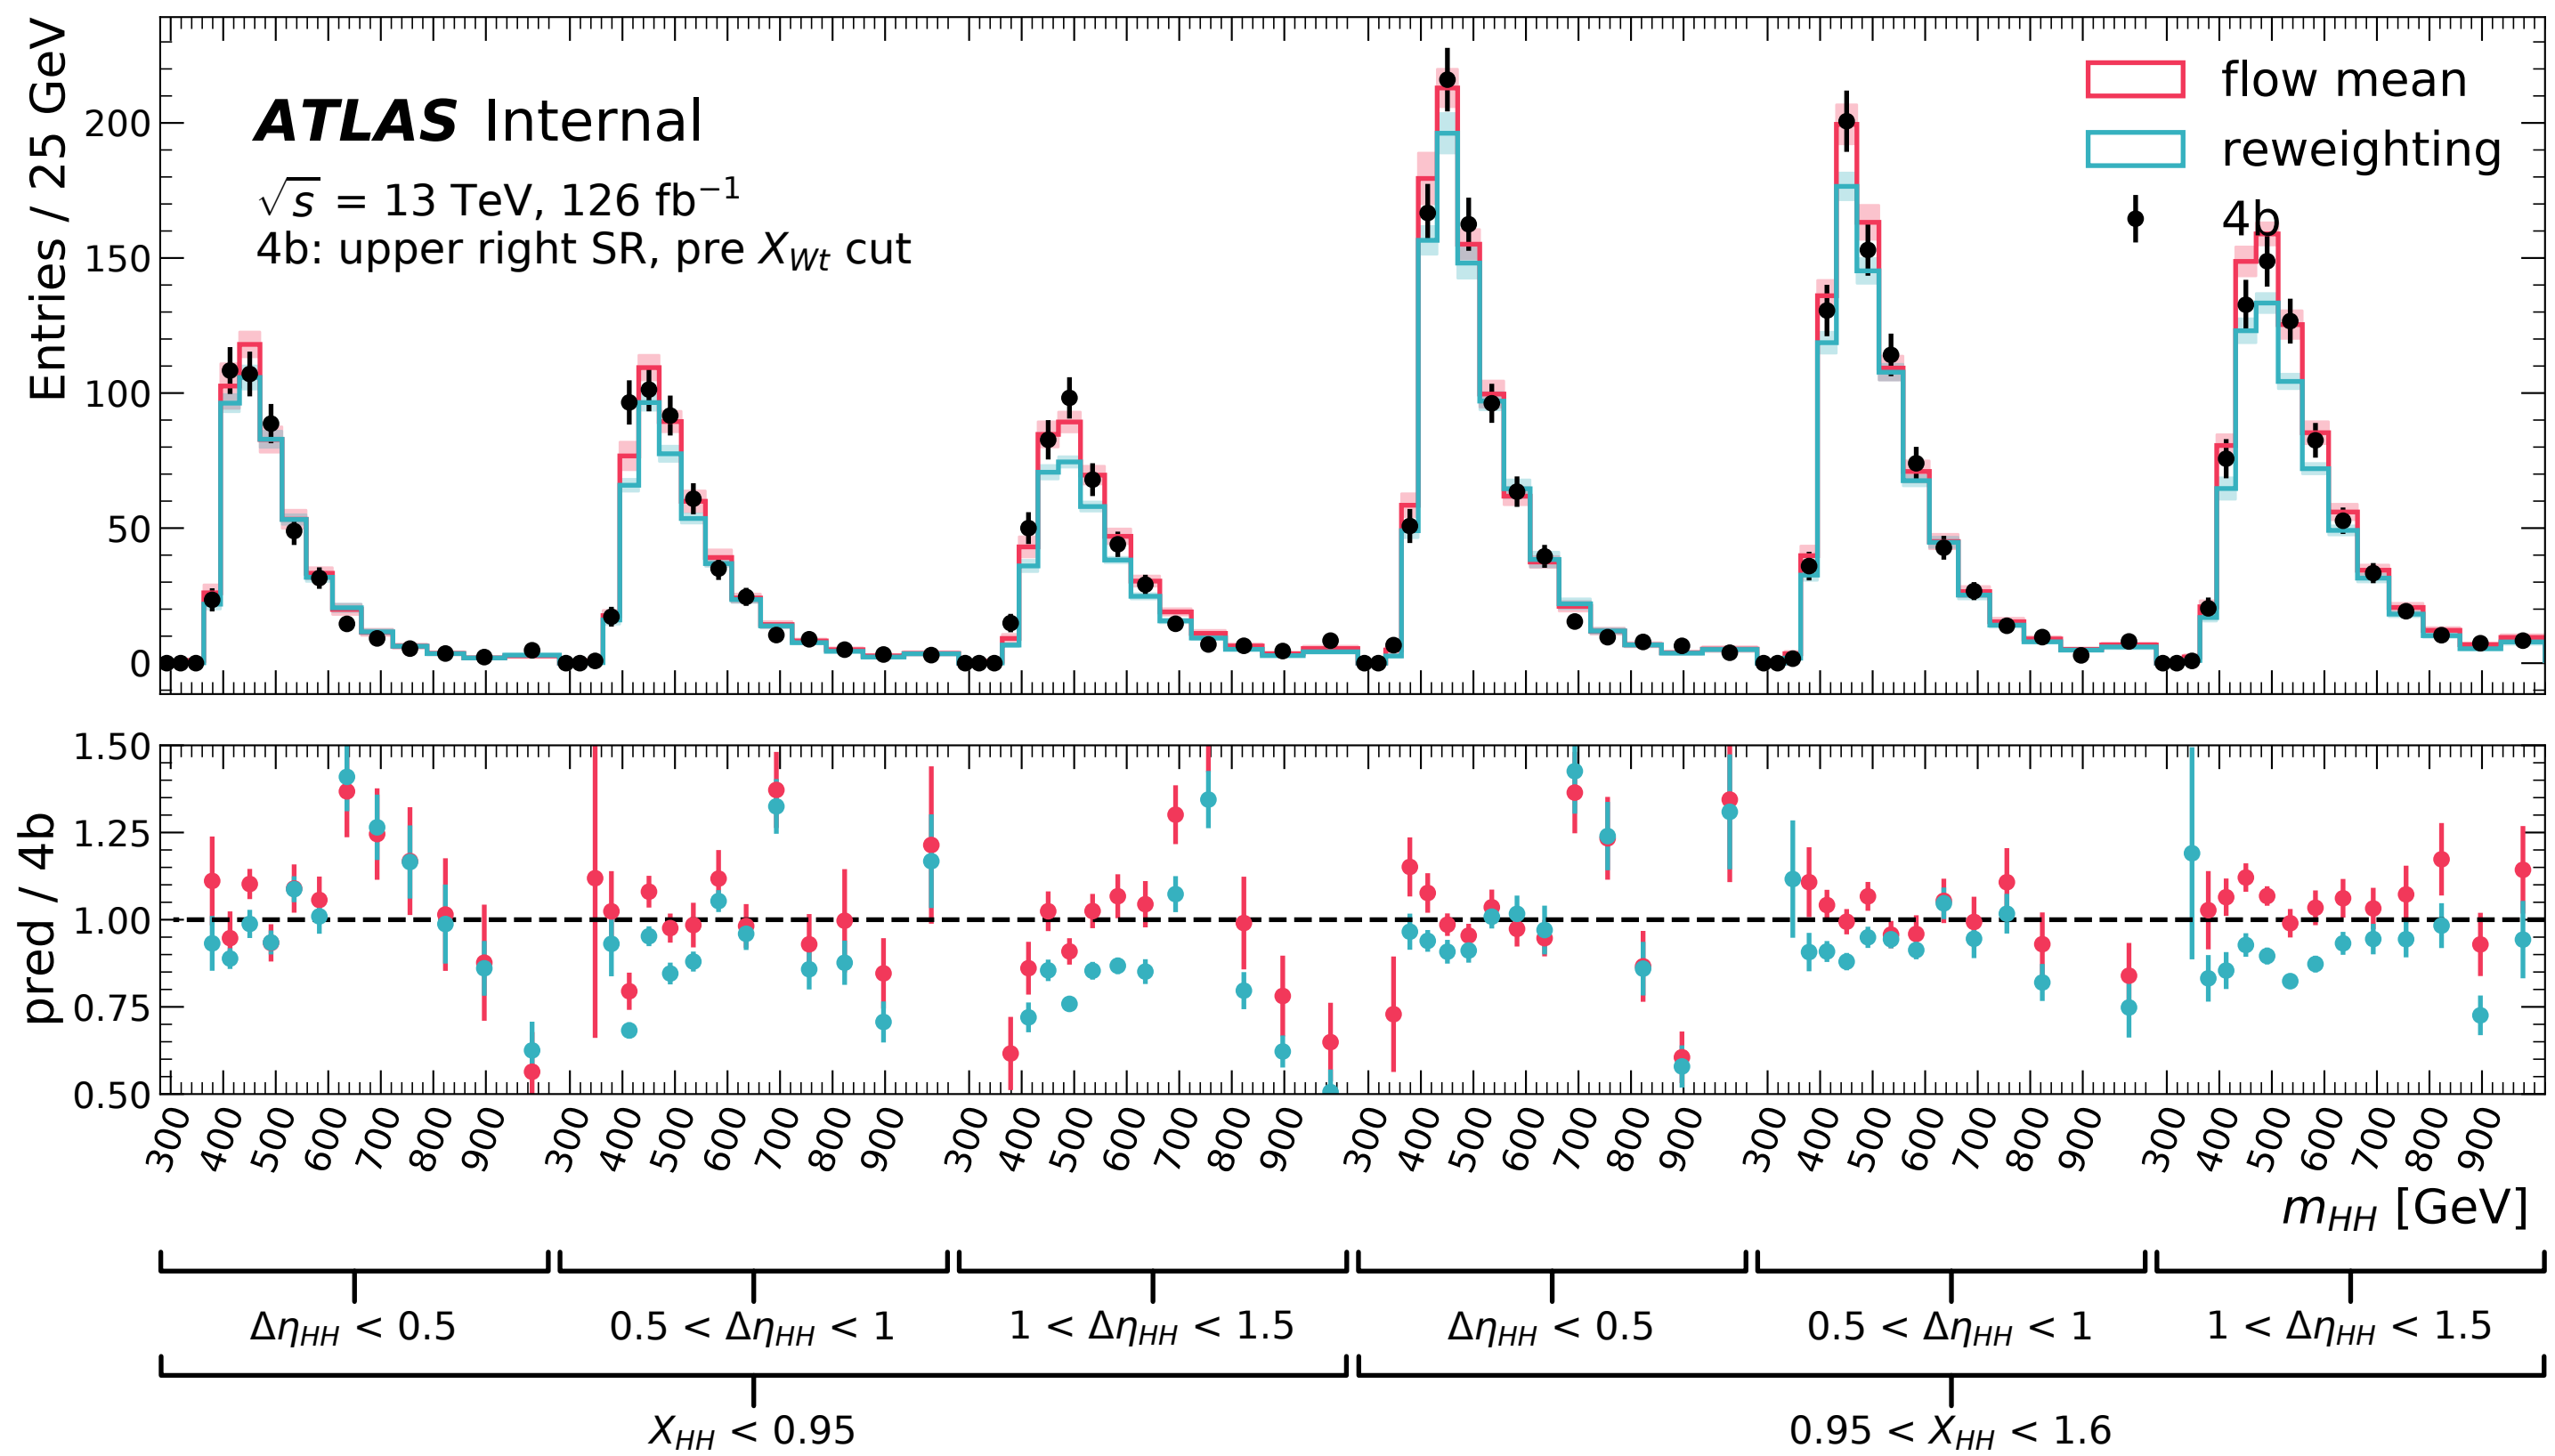 Entries / 25 GeV
200
150
100
50
0
ATLAS Internal
√s = 13 TeV, 126 fb⁻¹
4b: upper right SR, pre X_Wt cut
flow mean
reweighting
4b
pred / 4b
1.50
1.25
1.00
0.75
0.50
300 400 500 600 700 800 900 300 400 500 600 700 800 900 300 400 500 600 700 800 900 300 400 500 600 700 800 900 300 400 500 600 700 800 900 300 400 500 600 700 800 900
m_HH [GeV]
Δη_HH < 0.5 0.5 < Δη_HH < 1 1 < Δη_HH < 1.5 Δη_HH < 0.5 0.5 < Δη_HH < 1 1 < Δη_HH < 1.5
X_HH < 0.95 0.95 < X_HH < 1.6